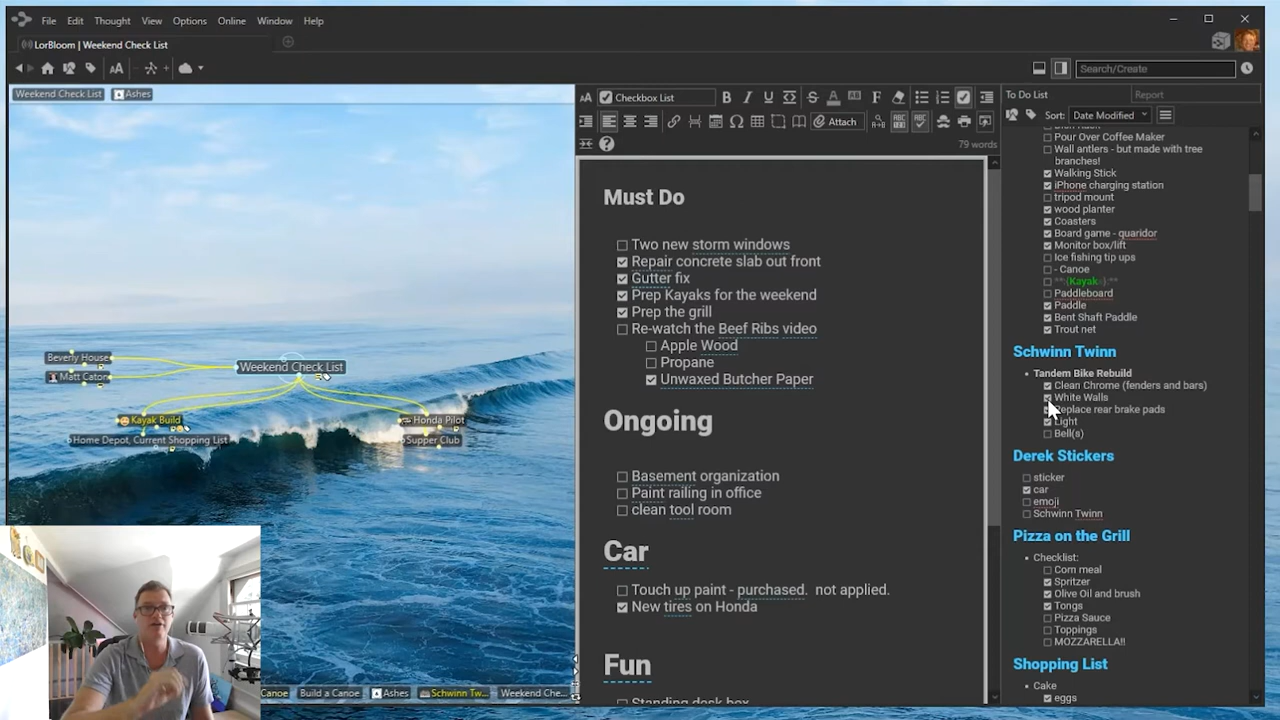 File Edit Thought View Options Online Window Help
LorBloom | Weekend Check List
Search/Create
Weekend Check List Ashes
Beverly House
Matt Caton
Weekend Check List
Kayak Build
Honda Pilot
Home Depot, Current Shopping List
Supper Club
Canoe Build a Canoe Ashes Schwinn Tw... Weekend Che...
Checkbox List
Attach
79 words
Must Do
Two new storm windows
Repair concrete slab out front
Gutter fix
Prep Kayaks for the weekend
Prep the grill
Re-watch the Beef Ribs video
Apple Wood
Propane
Unwaxed Butcher Paper
Ongoing
Basement organization
Paint railing in office
clean tool room
Car
Touch up paint - purchased.  not applied.
New tires on Honda
Fun
Standing desk box
To Do List Report
Sort: Date Modified
Pour Over Coffee Maker
Wall antlers - but made with tree
branches!
Walking Stick
iPhone charging station
tripod mount
wood planter
Coasters
Board game - quaridor
Monitor box/lift
Ice fishing tip ups
- Canoe
Kayak
Paddleboard
Paddle
Bent Shaft Paddle
Trout net
Schwinn Twinn
Tandem Bike Rebuild
Clean Chrome (fenders and bars)
White Walls
Replace rear brake pads
Light
Bell(s)
Derek Stickers
sticker
car
emoji
Schwinn Twinn
Pizza on the Grill
Checklist:
Corn meal
Spritzer
Olive Oil and brush
Tongs
Pizza Sauce
Toppings
MOZZARELLA!!
Shopping List
Cake
eggs